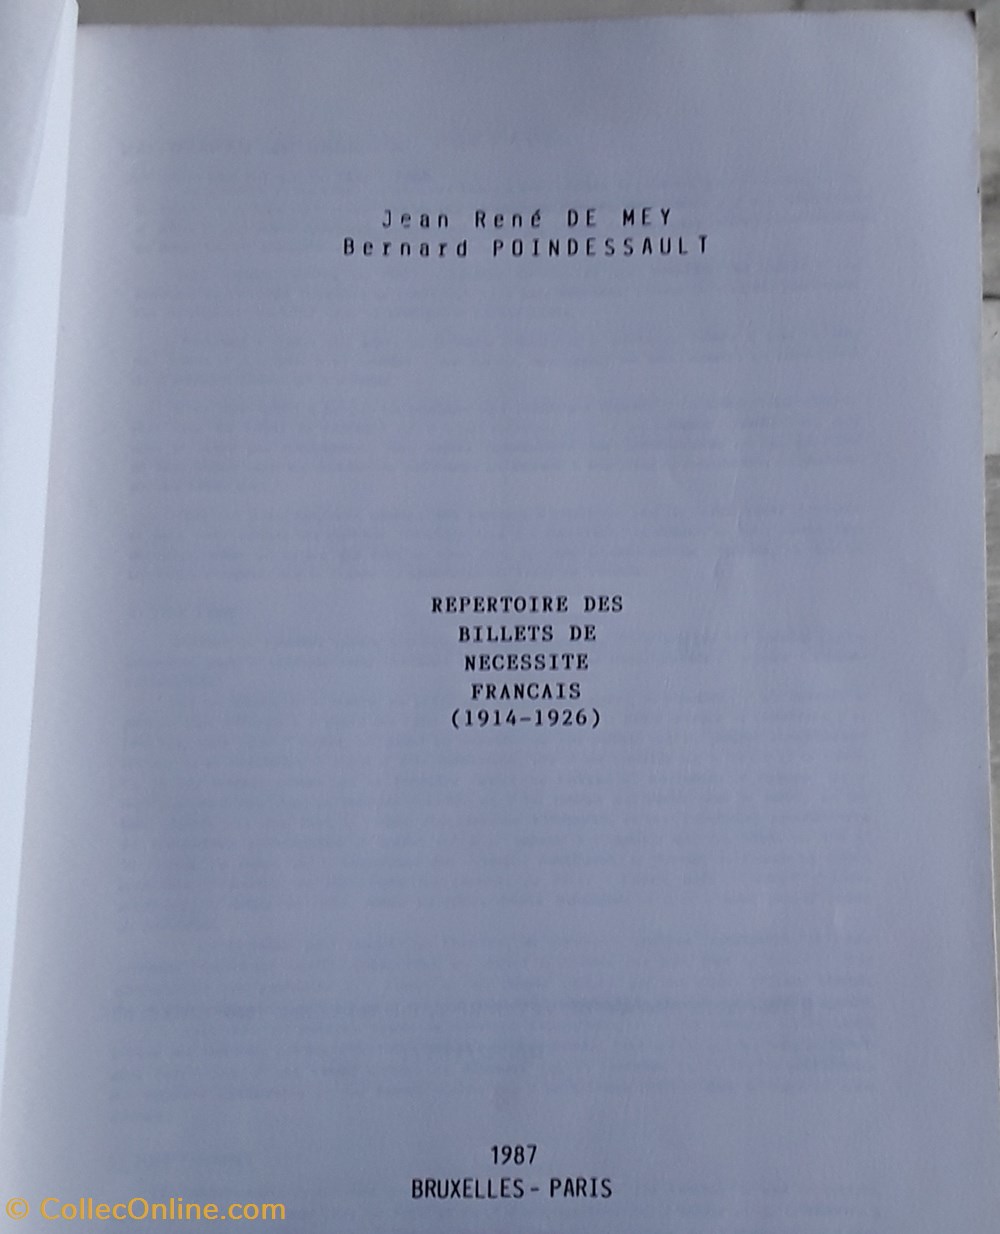 Jean René DE MEY
Bernard POINDESSAULT
REPERTOIRE DES
BILLETS DE
NECESSITE
FRANCAIS
(1914-1926)
1987
BRUXELLES - PARIS
© CollecOnline.com